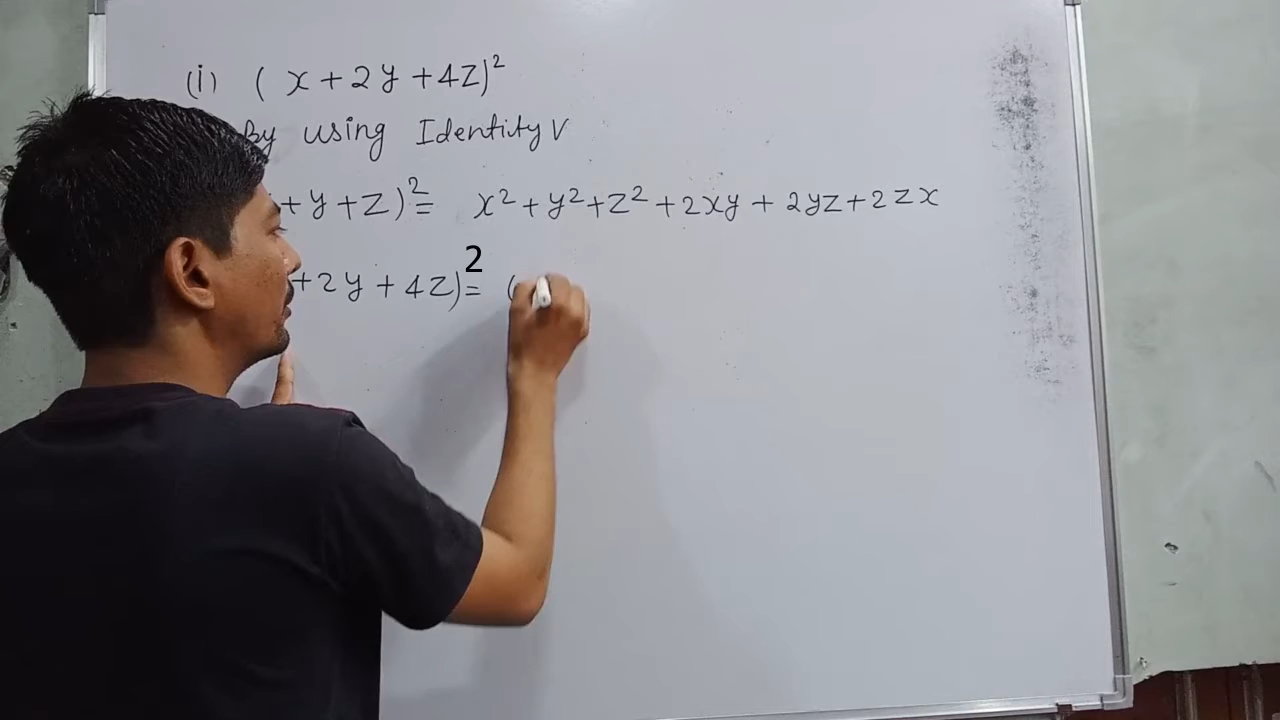 (i) ( x + 2y + 4z)²
By using Identity V
+ y + z)² = x² + y² + z² + 2xy + 2yz + 2zx
+ 2y + 4z)² = (